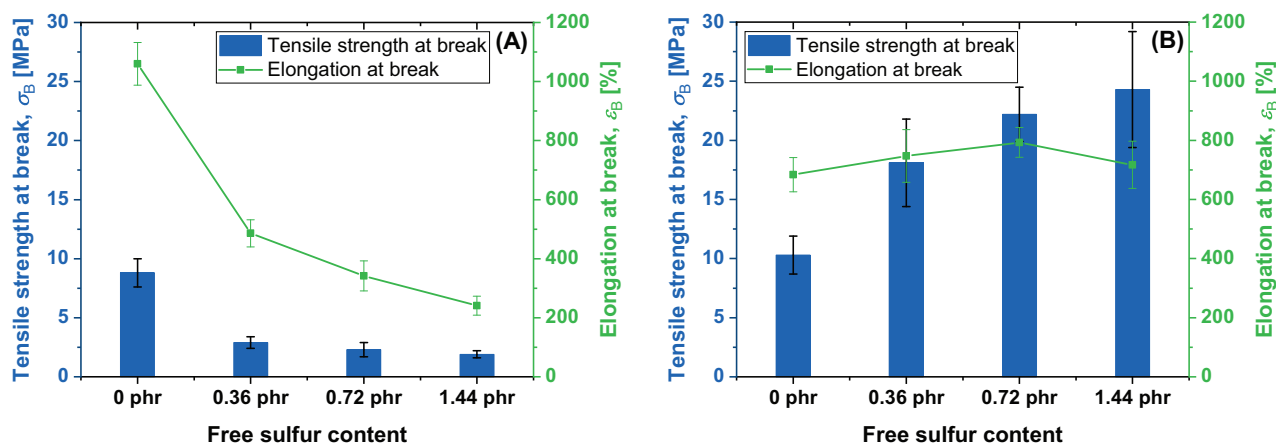 (A)
Tensile strength at break
Elongation at break
Tensile strength at break, σB [MPa]
30
25
20
15
10
5
0
Elongation at break, εB [%]
1200
1000
800
600
400
200
0
0 phr 0.36 phr 0.72 phr 1.44 phr
Free sulfur content
(B)
Tensile strength at break
Elongation at break
Tensile strength at break, σB [MPa]
30
25
20
15
10
5
0
Elongation at break, εB [%]
1200
1000
800
600
400
200
0
0 phr 0.36 phr 0.72 phr 1.44 phr
Free sulfur content